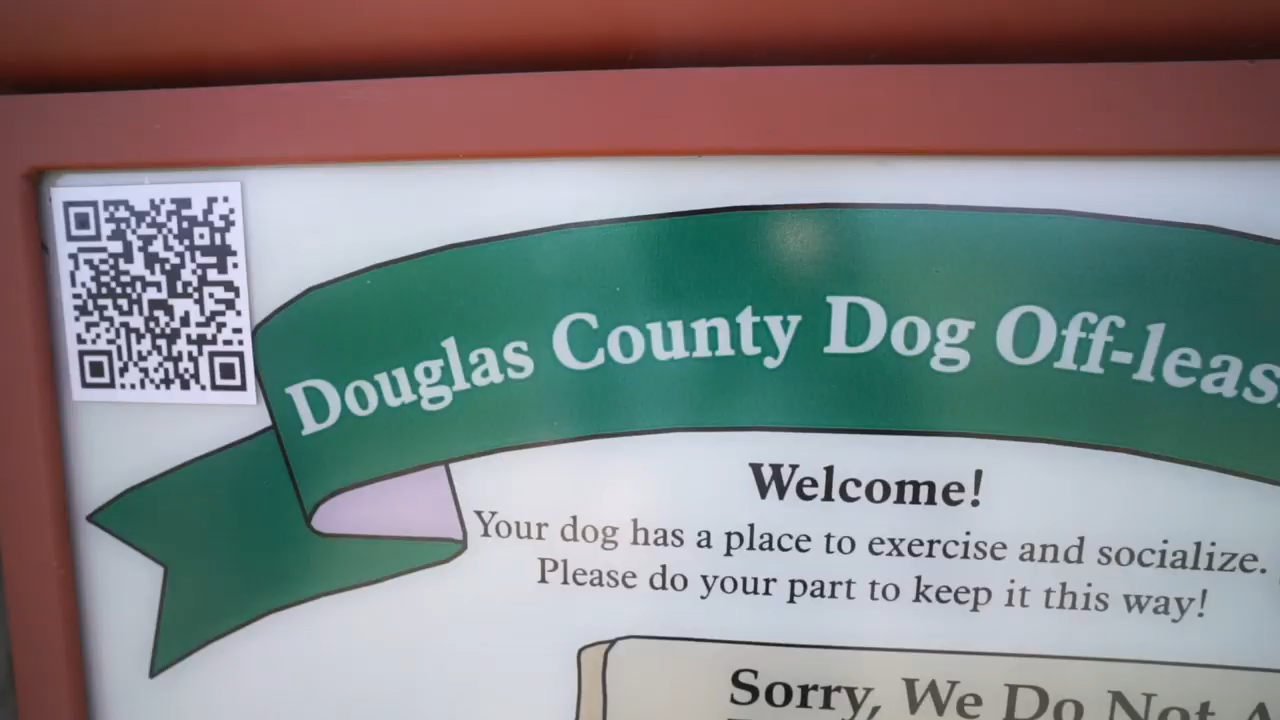 Douglas County Dog Off-leas
Welcome!
Your dog has a place to exercise and socialize.
Please do your part to keep it this way!
Sorry, We Do Not A